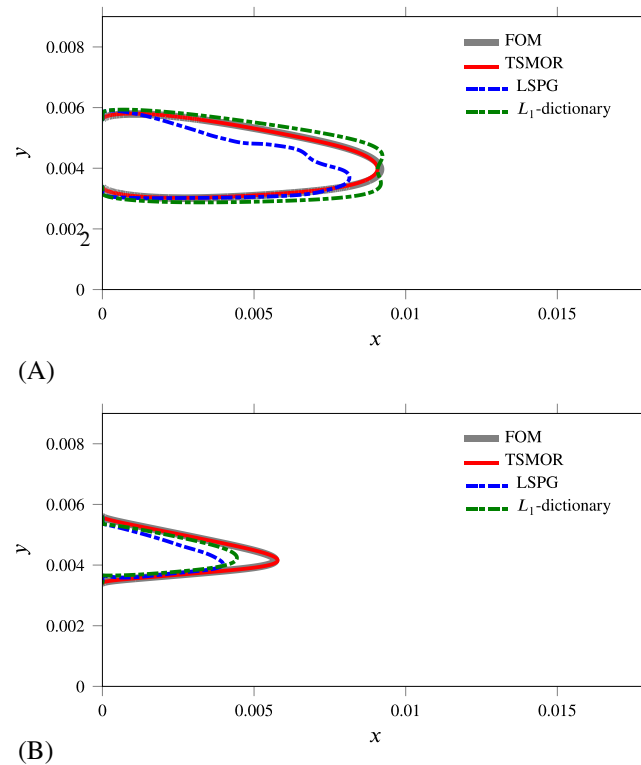 0.008
0.006
0.004
0.002
2
0
y
0
0.005
0.01
0.015
x
FOM
TSMOR
LSPG
L₁-dictionary
(A)
0.008
0.006
0.004
0.002
0
y
0
0.005
0.01
0.015
x
FOM
TSMOR
LSPG
L₁-dictionary
(B)